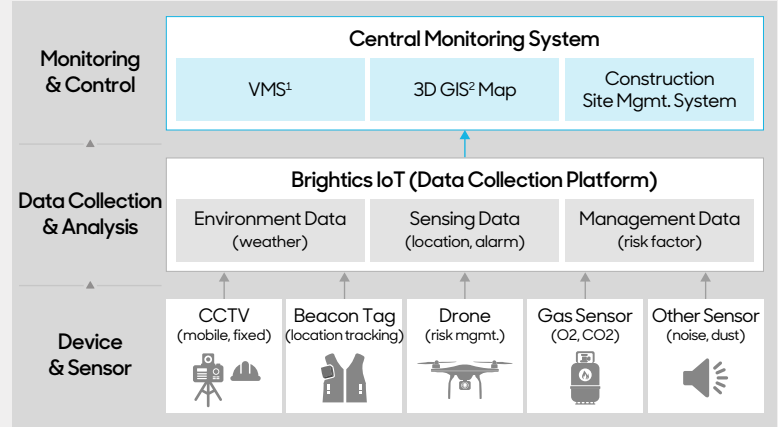 Monitoring
& Control
Central Monitoring System
VMS¹
3D GIS² Map
Construction
Site Mgmt. System
Data Collection
& Analysis
Brightics IoT (Data Collection Platform)
Environment Data
(weather)
Sensing Data
(location, alarm)
Management Data
(risk factor)
Device
& Sensor
CCTV
(mobile, fixed)
Beacon Tag
(location tracking)
Drone
(risk mgmt.)
Gas Sensor
(O2, CO2)
Other Sensor
(noise, dust)